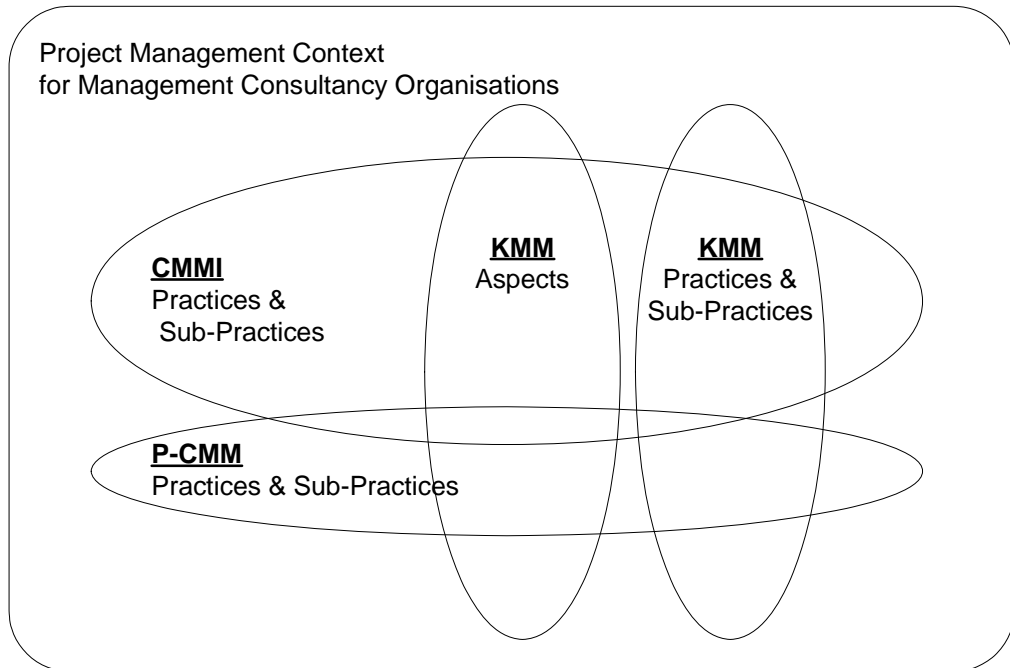 Project Management Context
for Management Consultancy Organisations
CMMI
Practices &
Sub-Practices
KMM
Aspects
KMM
Practices &
Sub-Practices
P-CMM
Practices & Sub-Practices